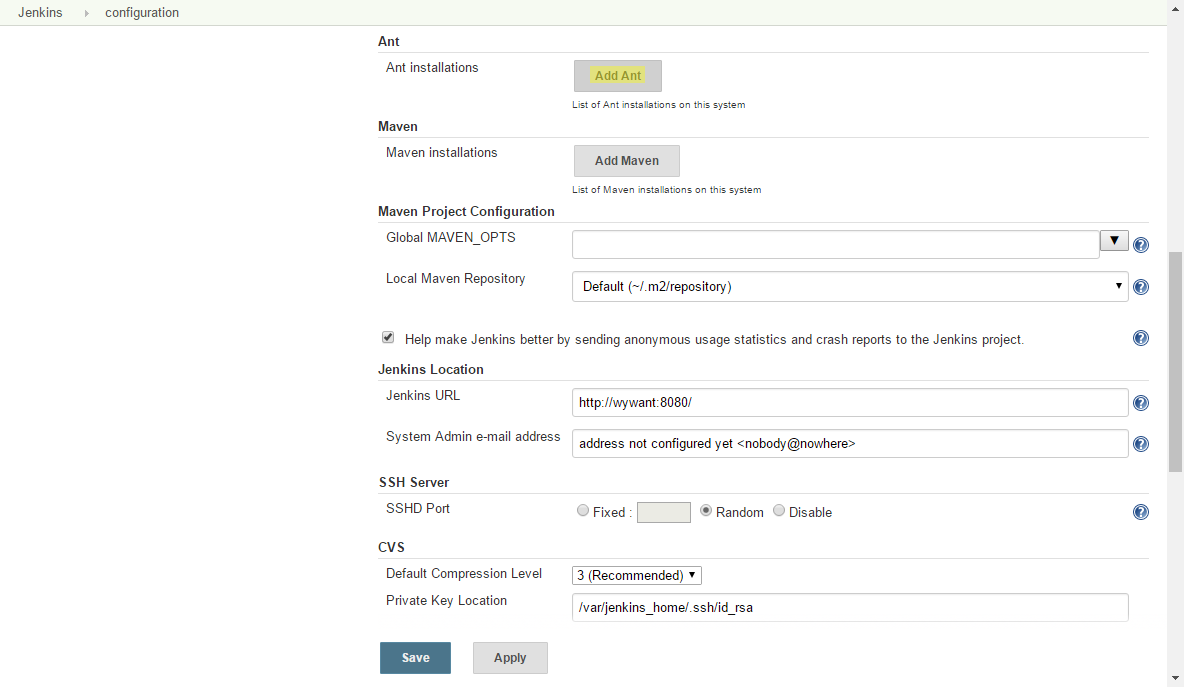 Jenkins configuration
Ant
Ant installations
Add Ant
List of Ant installations on this system
Maven
Maven installations
Add Maven
List of Maven installations on this system
Maven Project Configuration
Global MAVEN_OPTS
Local Maven Repository
Default (~/.m2/repository)
Help make Jenkins better by sending anonymous usage statistics and crash reports to the Jenkins project.
Jenkins Location
Jenkins URL
http://wywant:8080/
System Admin e-mail address
address not configured yet <nobody@nowhere>
SSH Server
SSHD Port
Fixed : Random Disable
CVS
Default Compression Level
3 (Recommended)
Private Key Location
/var/jenkins_home/.ssh/id_rsa
Save Apply